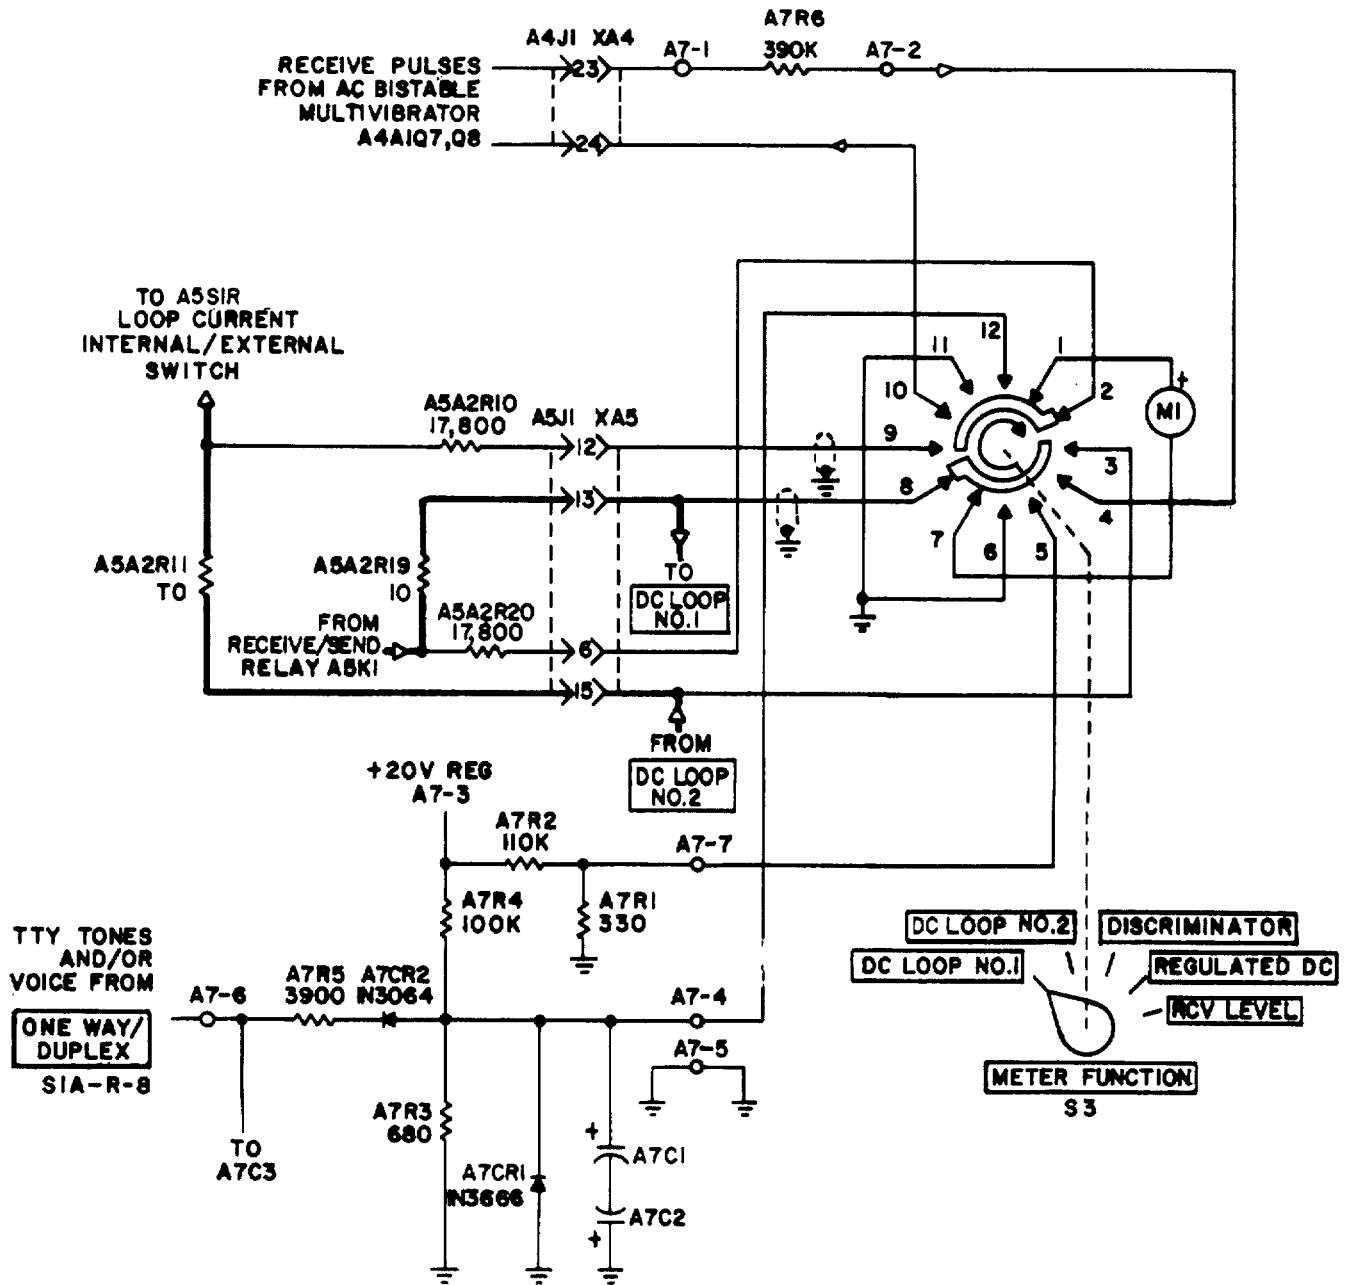 A7R6
390K
A4J1 XA4
A7-1
A7-2
23
RECEIVE PULSES
FROM AC BISTABLE
MULTIVIBRATOR
A4A1Q7,Q8
24
TO A5S1R
LOOP CURRENT
INTERNAL/EXTERNAL
SWITCH
12
11
1
10
2
+
M1
A5A2R10
17,800
A5J1 XA5
12
9
3
13
8
4
7
6
5
A5A2R11
TO
A5A2R19
10
TO
DC LOOP
NO.1
A5A2R20
17,800
FROM
RECEIVE/SEND
RELAY A5K1
6
15
FROM
DC LOOP
NO.2
+20V REG
A7-3
A7R2
110K
A7-7
A7R4
100K
A7R1
330
TTY TONES
AND/OR
VOICE FROM
ONE WAY/
DUPLEX
S1A-R-8
A7-6
A7R5
3900
A7CR2
1N3064
A7-4
A7-5
DC LOOP NO.2
DISCRIMINATOR
DC LOOP NO.1
REGULATED DC
RCV LEVEL
METER FUNCTION
S3
TO
A7C3
A7R3
680
A7CR1
1N3666
+
A7C1
A7C2
+